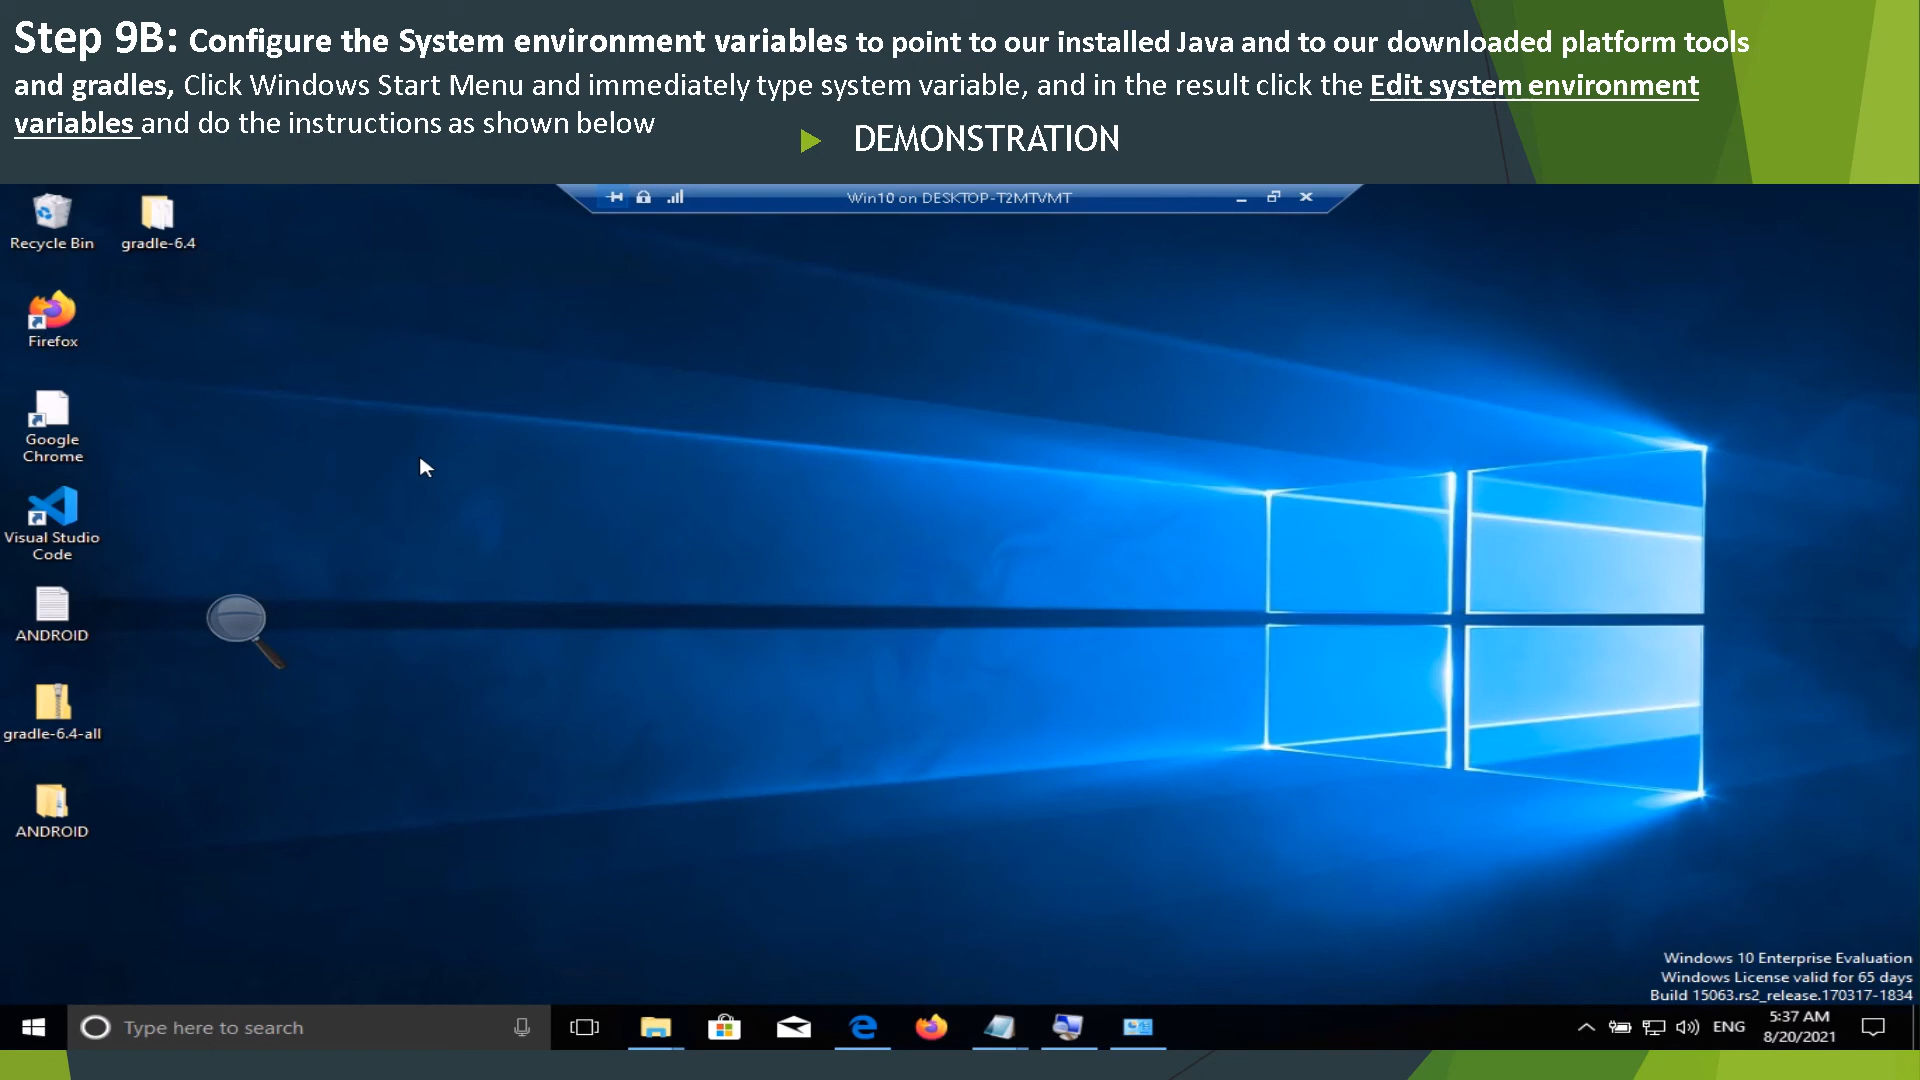 Step 9B: Configure the System environment variables to point to our installed Java and to our downloaded platform tools
and gradles, Click Windows Start Menu and immediately type system variable, and in the result click the Edit system environment
variables and do the instructions as shown below
DEMONSTRATION
Win10 on DESKTOP-T2MTVMT
Recycle Bin
gradle-6.4
Firefox
Google
Chrome
Visual Studio
Code
ANDROID
gradle-6.4-all
ANDROID
Windows 10 Enterprise Evaluation
Windows License valid for 65 days
Build 15063.rs2_release.170317-1834
Type here to search
ENG
5:37 AM
8/20/2021